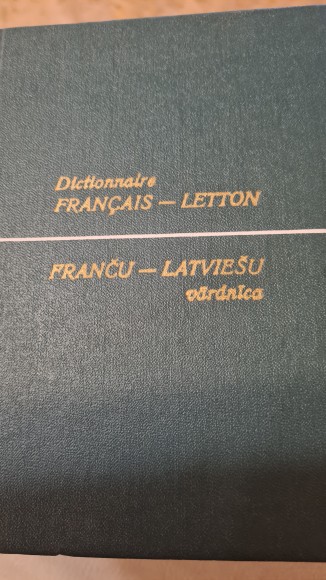 Dictionnaire
FRANÇAIS — LETTON
FRANČU — LATVIEŠU
vārdnīca